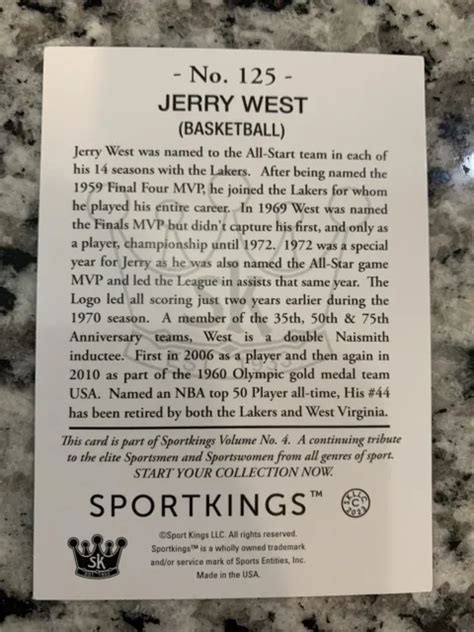 - No. 125 -
JERRY WEST
(BASKETBALL)
Jerry West was named to the All-Start team in each of
his 14 seasons with the Lakers. After being named the
1959 Final Four MVP, he joined the Lakers for whom
he played his entire career. In 1969 West was named
the Finals MVP but didn't capture his first, and only as
a player, championship until 1972. 1972 was a special
year for Jerry as he was also named the All-Star game
MVP and led the League in assists that same year. The
Logo led all scoring just two years earlier during the
1970 season. A member of the 35th, 50th & 75th
Anniversary teams, West is a double Naismith
inductee. First in 2006 as a player and then again in
2010 as part of the 1960 Olympic gold medal team
USA. Named an NBA top 50 Player all-time, His #44
has been retired by both the Lakers and West Virginia.
This card is part of Sportkings Volume No. 4. A continuing tribute
to the elite Sportsmen and Sportswomen from all genres of sport.
START YOUR COLLECTION NOW.
SPORTKINGS™
SKLLC
C
2023
©Sport Kings LLC. All rights reserved.
Sportkings™ is a wholly owned trademark
and/or service mark of Sports Entities, Inc.
Made in the USA.
SK